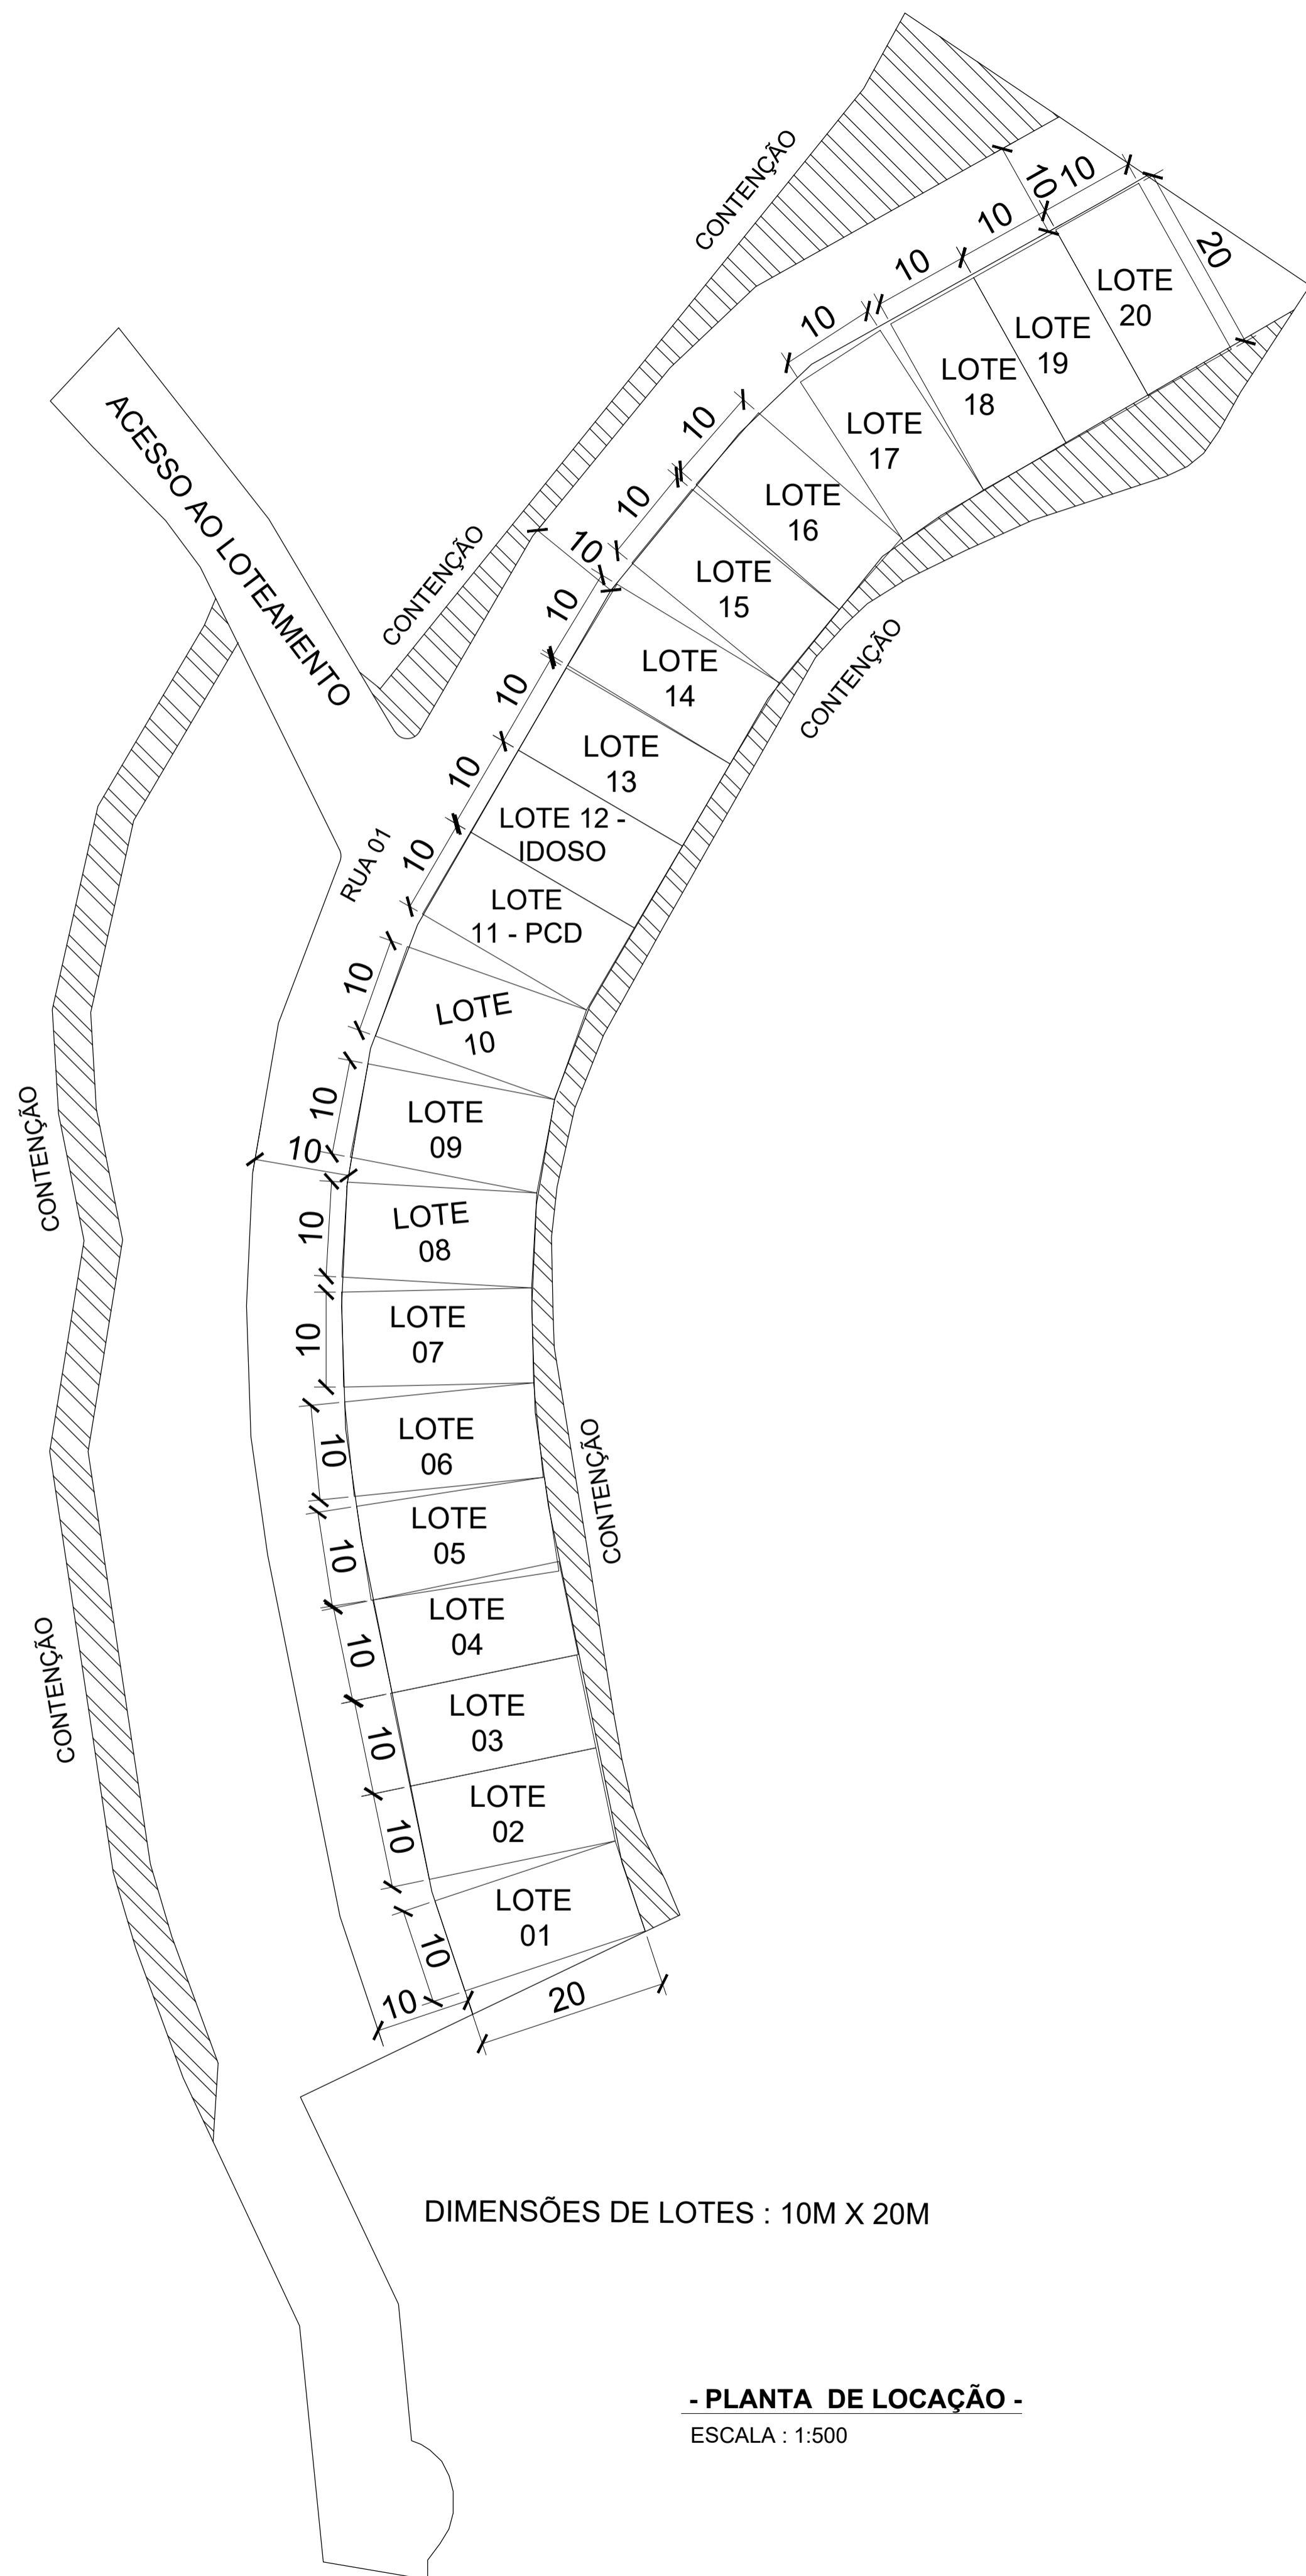 CONTENÇÃO
10
10
10
20
10
10
LOTE
20
LOTE
19
LOTE
18
LOTE
17
10
10
LOTE
16
ACESSO AO LOTEAMENTO
CONTENÇÃO
10
LOTE
15
10
LOTE
14
CONTENÇÃO
10
LOTE
13
10
LOTE 12 -
IDOSO
RUA 01
10
LOTE
11 - PCD
10
LOTE
10
CONTENÇÃO
10
LOTE
09
10
10
LOTE
08
10
LOTE
07
10
LOTE
06
CONTENÇÃO
10
LOTE
05
10
LOTE
04
CONTENÇÃO
10
LOTE
03
10
LOTE
02
10
LOTE
01
10
20
DIMENSÕES DE LOTES : 10M X 20M
- PLANTA DE LOCAÇÃO -
ESCALA : 1:500